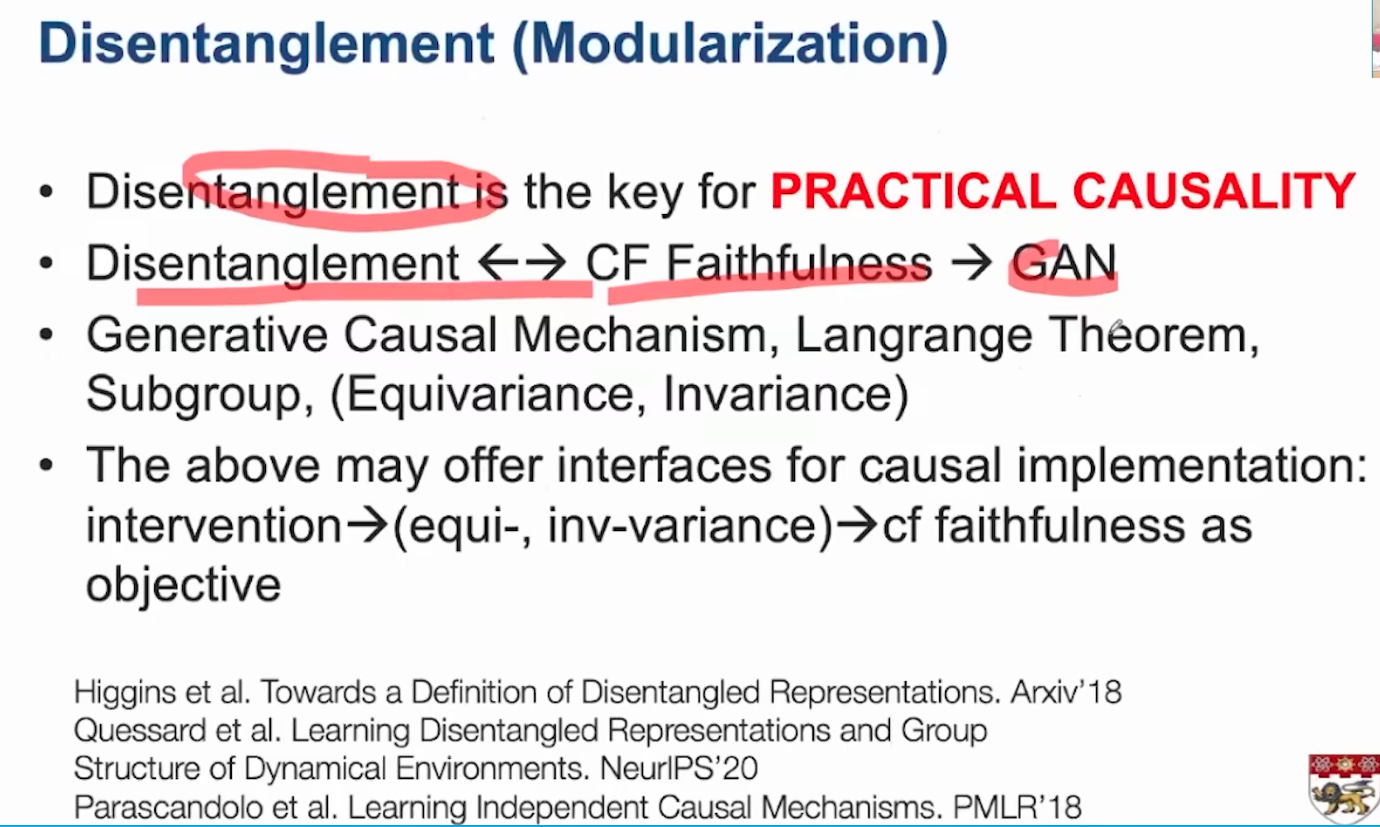 Disentanglement (Modularization)
• Disentanglement is the key for PRACTICAL CAUSALITY
• Disentanglement ←→ CF Faithfulness → GAN
• Generative Causal Mechanism, Langrange Theorem,
Subgroup, (Equivariance, Invariance)
• The above may offer interfaces for causal implementation:
intervention→(equi-, inv-variance)→cf faithfulness as
objective
Higgins et al. Towards a Definition of Disentangled Representations. Arxiv’18
Quessard et al. Learning Disentangled Representations and Group
Structure of Dynamical Environments. NeurIPS’20
Parascandolo et al. Learning Independent Causal Mechanisms. PMLR’18